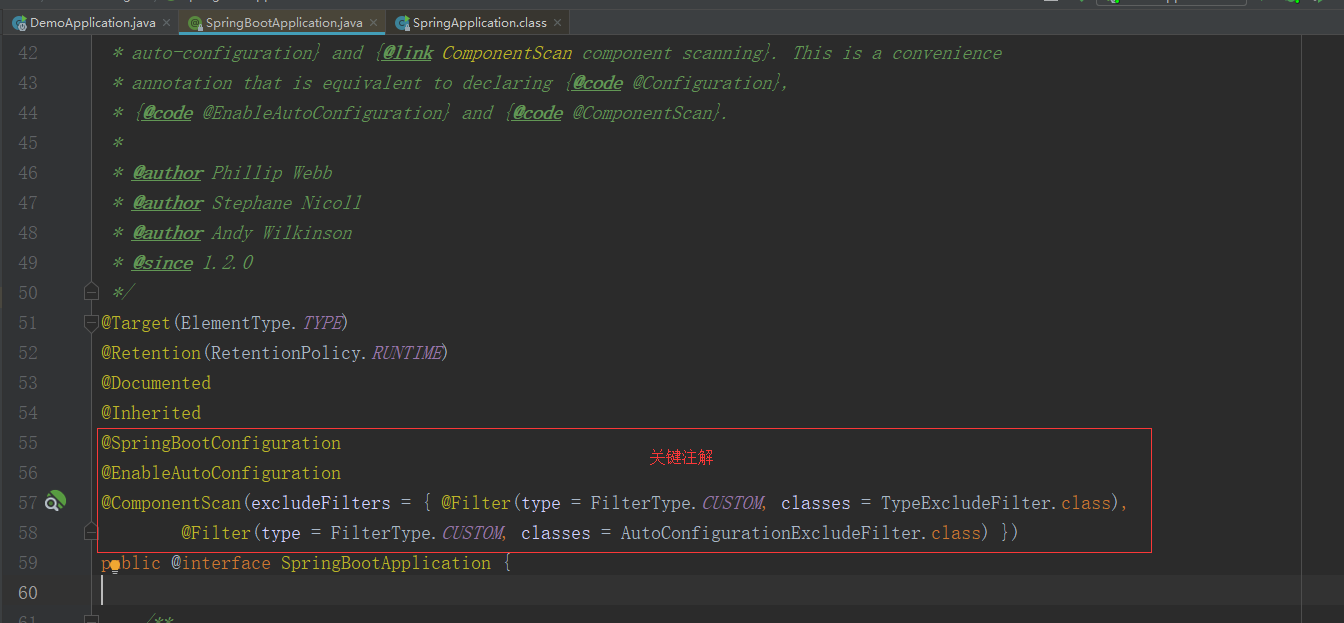 DemoApplication.java × SpringBootApplication.java × SpringApplication.class ×
42 * auto-configuration} and {@link ComponentScan component scanning}. This is a convenience
43 * annotation that is equivalent to declaring {@code @Configuration},
44 * {@code @EnableAutoConfiguration} and {@code @ComponentScan}.
45 *
46 * @author Phillip Webb
47 * @author Stephane Nicoll
48 * @author Andy Wilkinson
49 * @since 1.2.0
50 */
51 @Target(ElementType.TYPE)
52 @Retention(RetentionPolicy.RUNTIME)
53 @Documented
54 @Inherited
55 @SpringBootConfiguration
关键注解
56 @EnableAutoConfiguration
57 @ComponentScan(excludeFilters = { @Filter(type = FilterType.CUSTOM, classes = TypeExcludeFilter.class),
58 @Filter(type = FilterType.CUSTOM, classes = AutoConfigurationExcludeFilter.class) })
59 public @interface SpringBootApplication {
60
61 /**